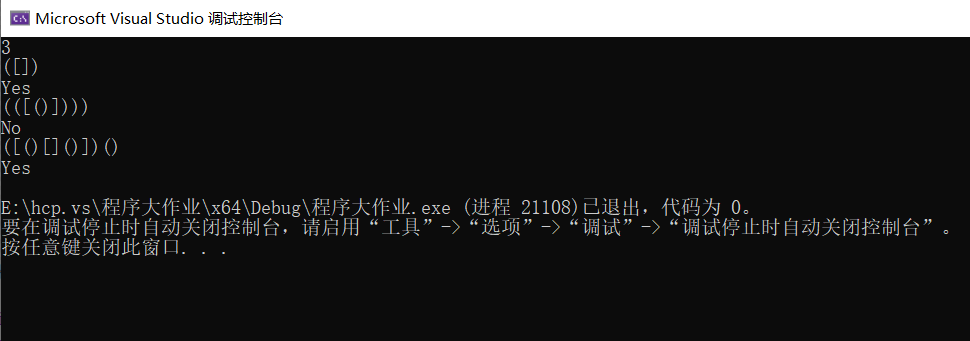 Microsoft Visual Studio 调试控制台
3
([])
Yes
(([()])))
No
([()[]()])()
Yes
E:\hcp.vs\程序大作业\x64\Debug\程序大作业.exe (进程 21108)已退出，代码为 0。
要在调试停止时自动关闭控制台，请启用“工具”->“选项”->“调试”->“调试停止时自动关闭控制台”。
按任意键关闭此窗口. . .